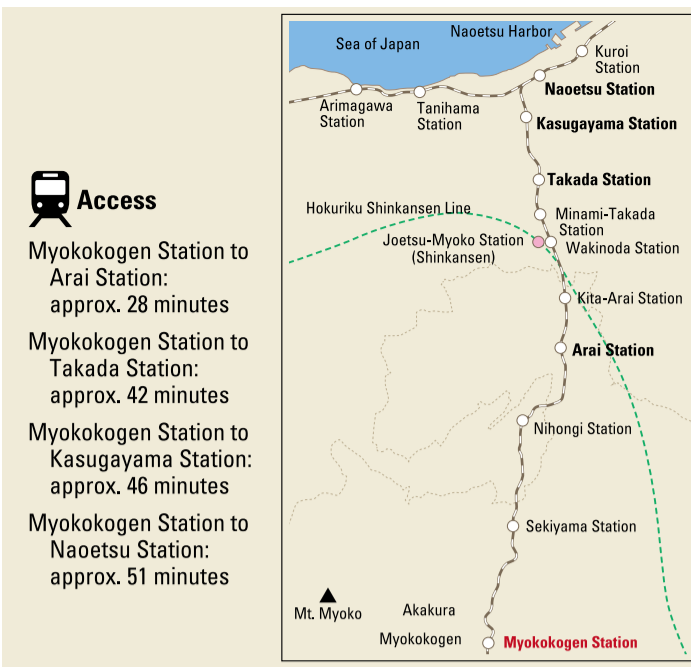 Access
Myokokogen Station to
Arai Station:
approx. 28 minutes
Myokokogen Station to
Takada Station:
approx. 42 minutes
Myokokogen Station to
Kasugayama Station:
approx. 46 minutes
Myokokogen Station to
Naoetsu Station:
approx. 51 minutes
Naoetsu Harbor
Sea of Japan
Kuroi
Station
Naoetsu Station
Arimagawa
Station
Tanihama
Station
Kasugayama Station
Takada Station
Hokuriku Shinkansen Line
Minami-Takada
Station
Joetsu-Myoko Station
(Shinkansen)
Wakinoda Station
Kita-Arai Station
Arai Station
Nihongi Station
Sekiyama Station
Mt. Myoko
Akakura
Myokokogen
Myokokogen Station